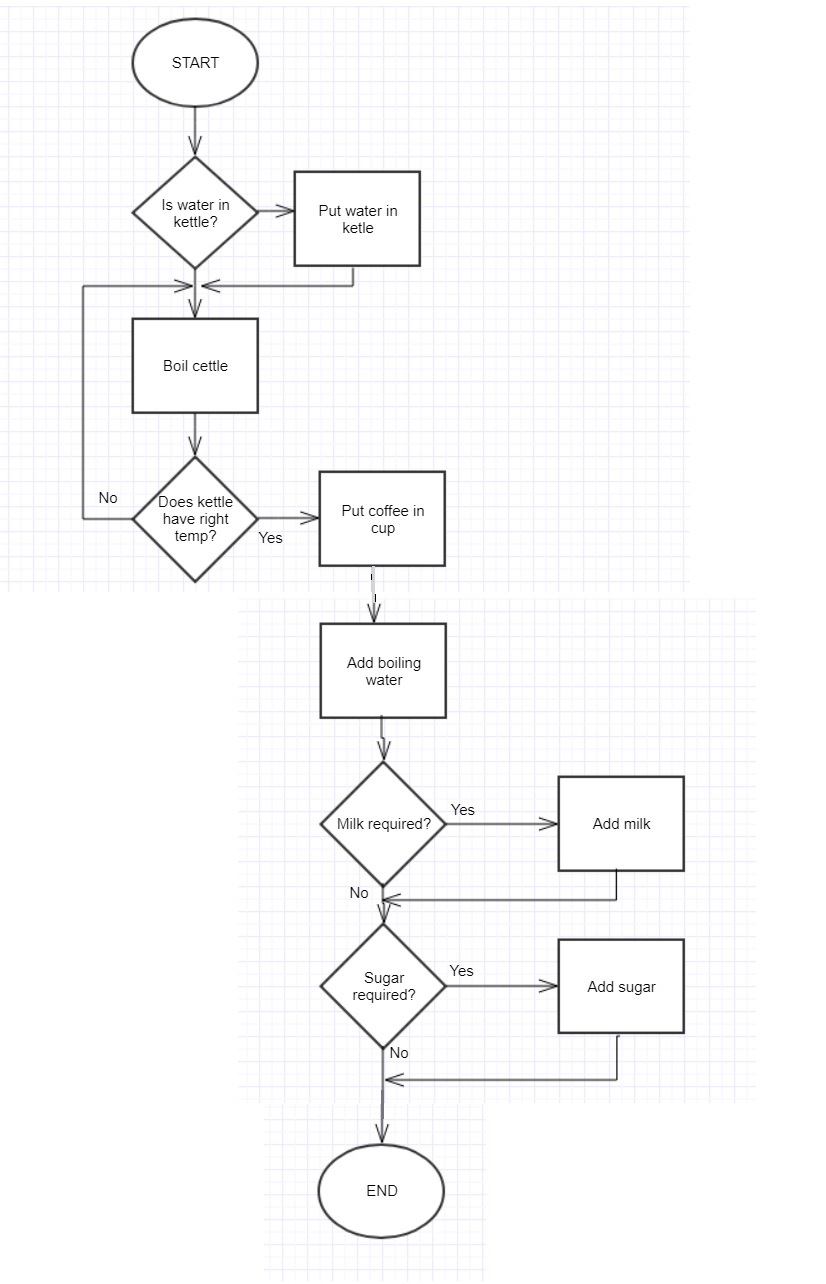 START
Is water in
kettle?
Put water in
ketle
Boil cettle
No
Does kettle
have right
temp?
Yes
Put coffee in
cup
Add boiling
water
Milk required?
Yes
Add milk
No
Sugar
required?
Yes
Add sugar
No
END